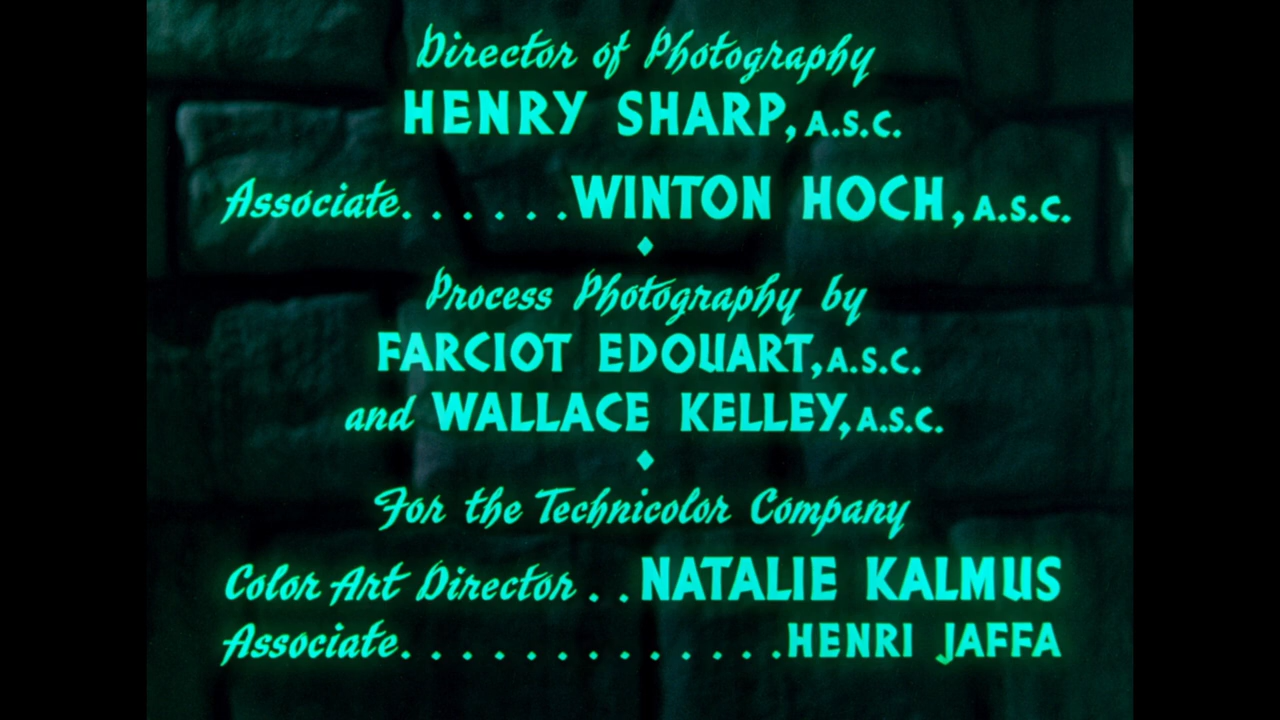 Director of Photography
HENRY SHARP, A.S.C.
Associate. . . . . . WINTON HOCH, A.S.C.
Process Photography by
FARCIOT EDOUART, A.S.C.
and WALLACE KELLEY, A.S.C.
For the Technicolor Company
Color Art Director . . NATALIE KALMUS
Associate. . . . . . . . . . . . . HENRI JAFFA